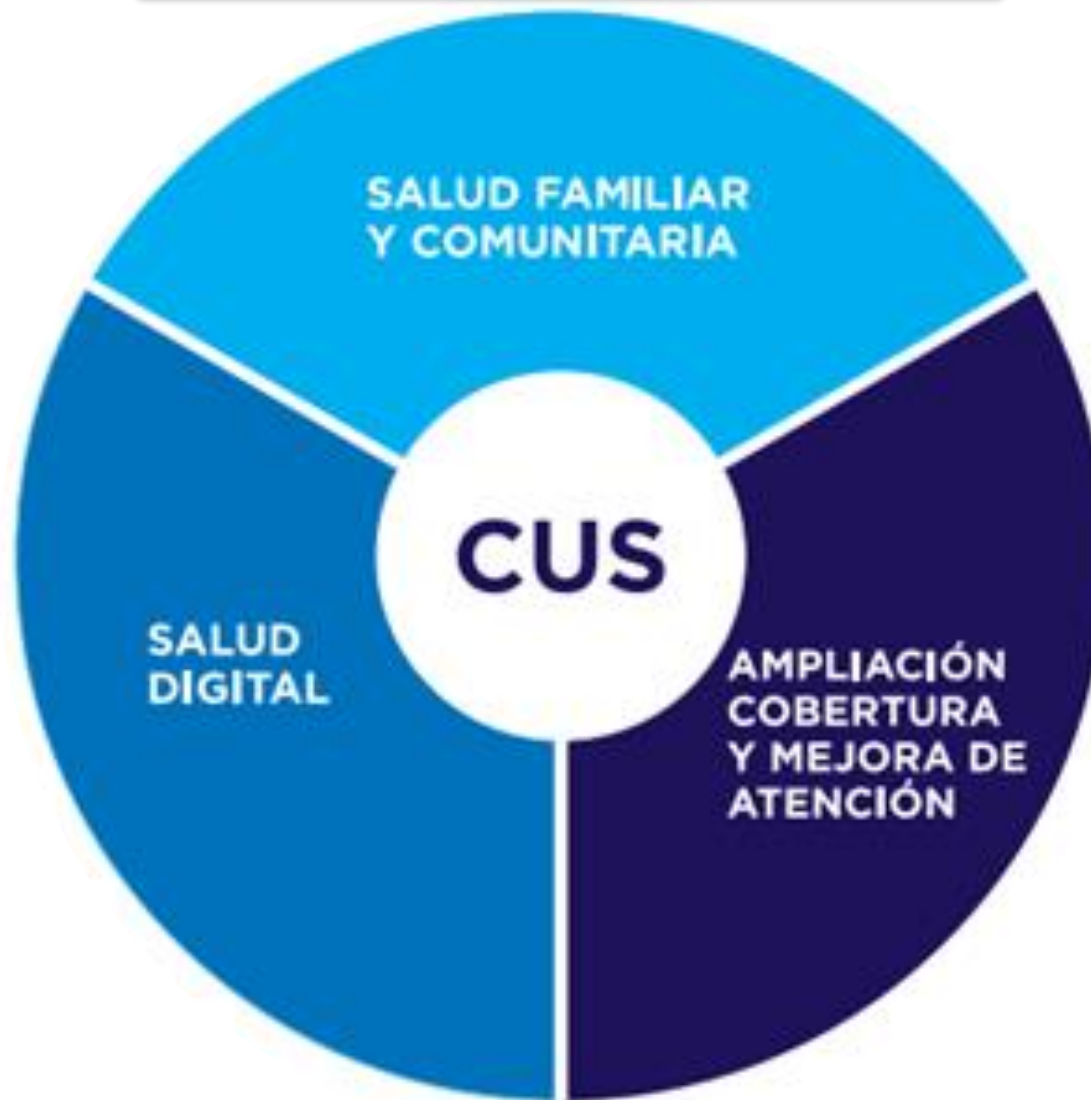 SALUD FAMILIAR
Y COMUNITARIA
CUS
SALUD
DIGITAL
AMPLIACIÓN
COBERTURA
Y MEJORA DE
ATENCIÓN